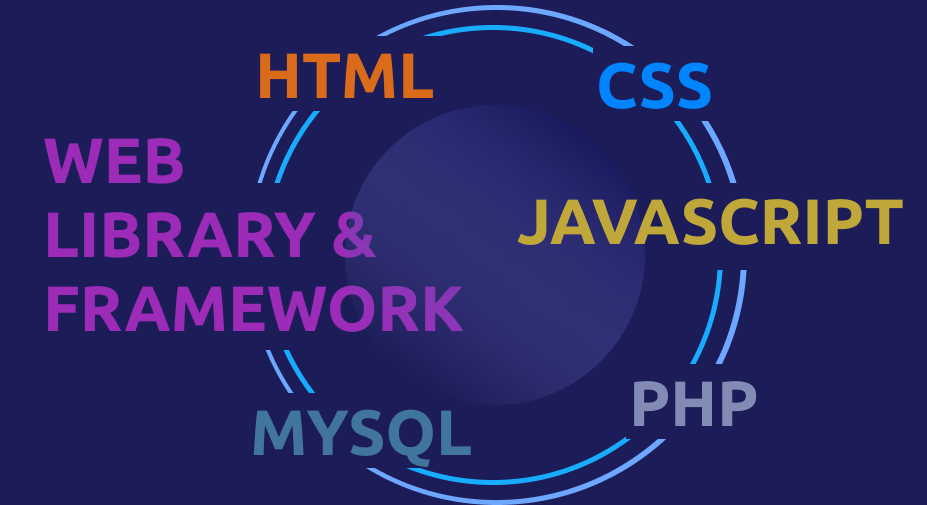 HTML
CSS
WEB
LIBRARY &
FRAMEWORK
JAVASCRIPT
MYSQL
PHP